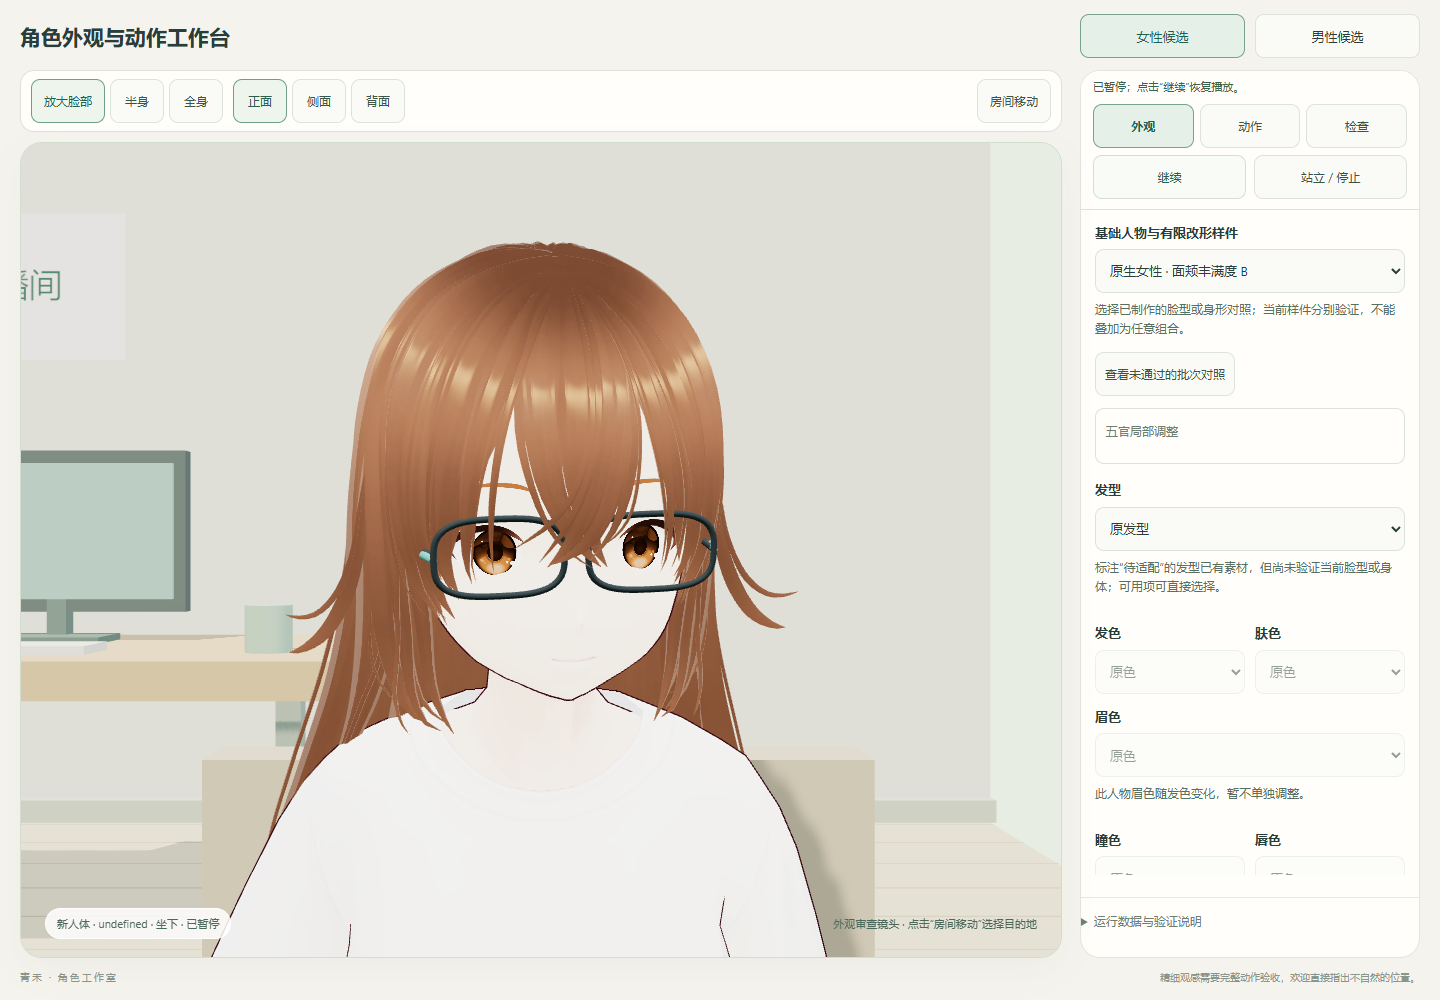 角色外观与动作工作台
女性候选
男性候选
放大脸部
半身
全身
正面
侧面
背面
房间移动
已暂停；点击“继续”恢复播放。
外观
动作
检查
继续
站立 / 停止
番间
基础人物与有限改形样件
原生女性 · 面颊丰满度 B
选择已制作的脸型或身形对照；当前样件分别验证，不能
叠加为任意组合。
查看未通过的批次对照
五官局部调整
发型
原发型
标注“待适配”的发型已有素材，但尚未验证当前脸型或身
体；可用项可直接选择。
发色
肤色
原色
原色
眉色
原色
此人物眉色随发色变化，暂不单独调整。
瞳色
唇色
新人体 · undefined · 坐下 · 已暂停
外观审查镜头 · 点击“房间移动”选择目的地
运行数据与验证说明
青禾 · 角色工作室
精细观感需要完整动作验收，欢迎直接指出不自然的位置。